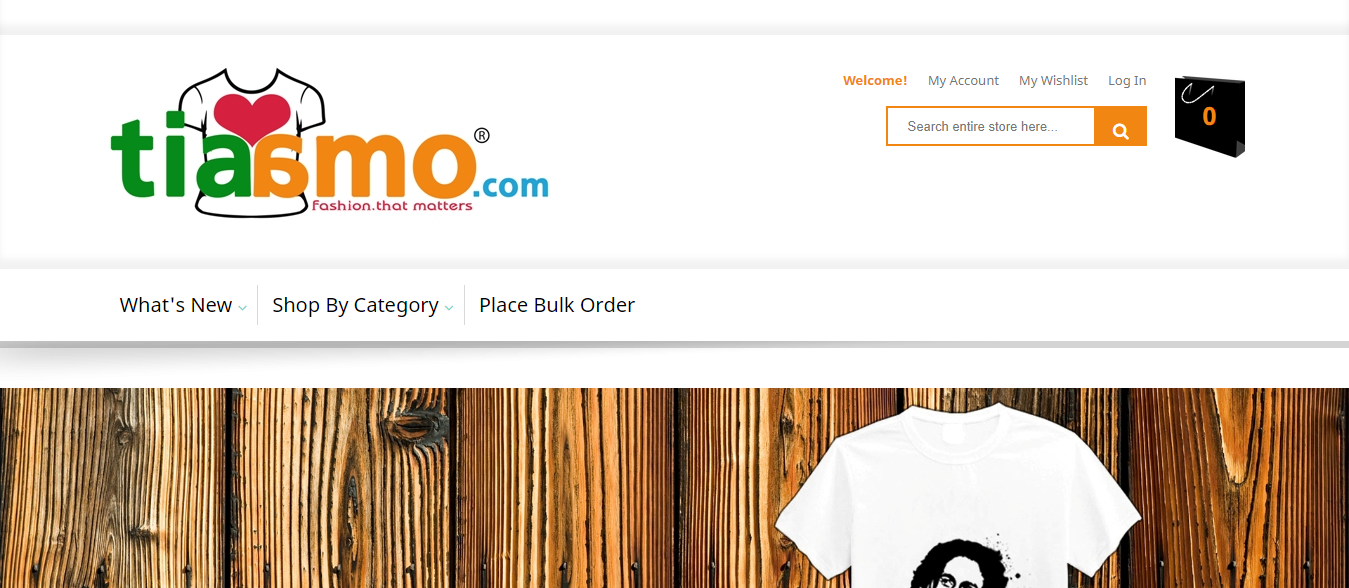 Welcome! My Account My Wishlist Log In
Search entire store here...
0
tiaamo®
.com
fashion.that matters
What's New
Shop By Category
Place Bulk Order